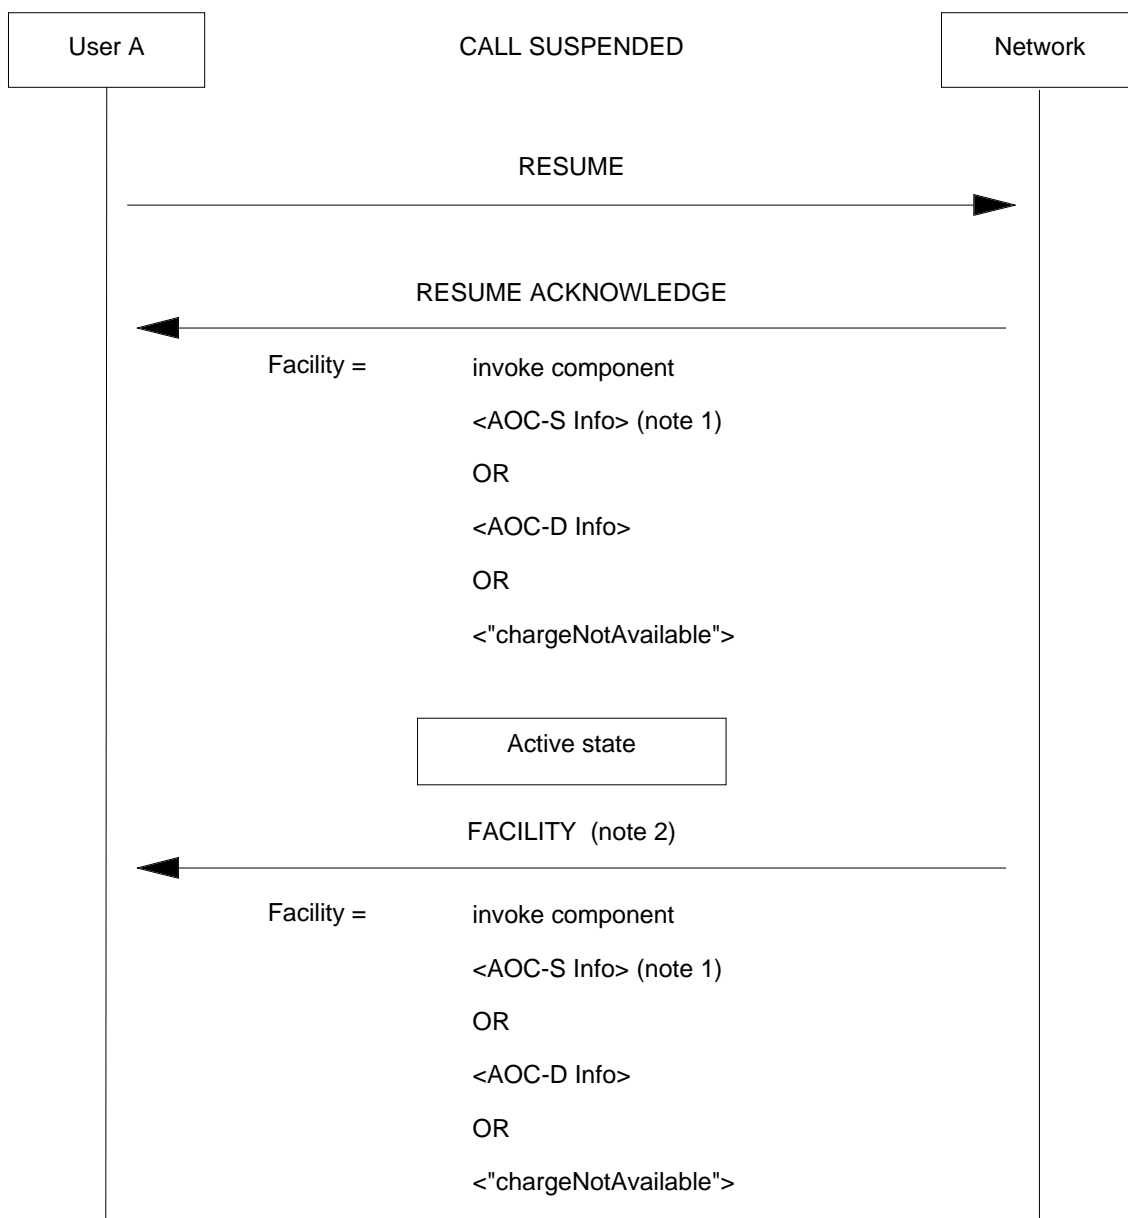 User A CALL SUSPENDED Network
RESUME
RESUME ACKNOWLEDGE
Facility = invoke component
<AOC-S Info> (note 1)
OR
<AOC-D Info>
OR
<"chargeNotAvailable">
Active state
FACILITY (note 2)
Facility = invoke component
<AOC-S Info> (note 1)
OR
<AOC-D Info>
OR
<"chargeNotAvailable">